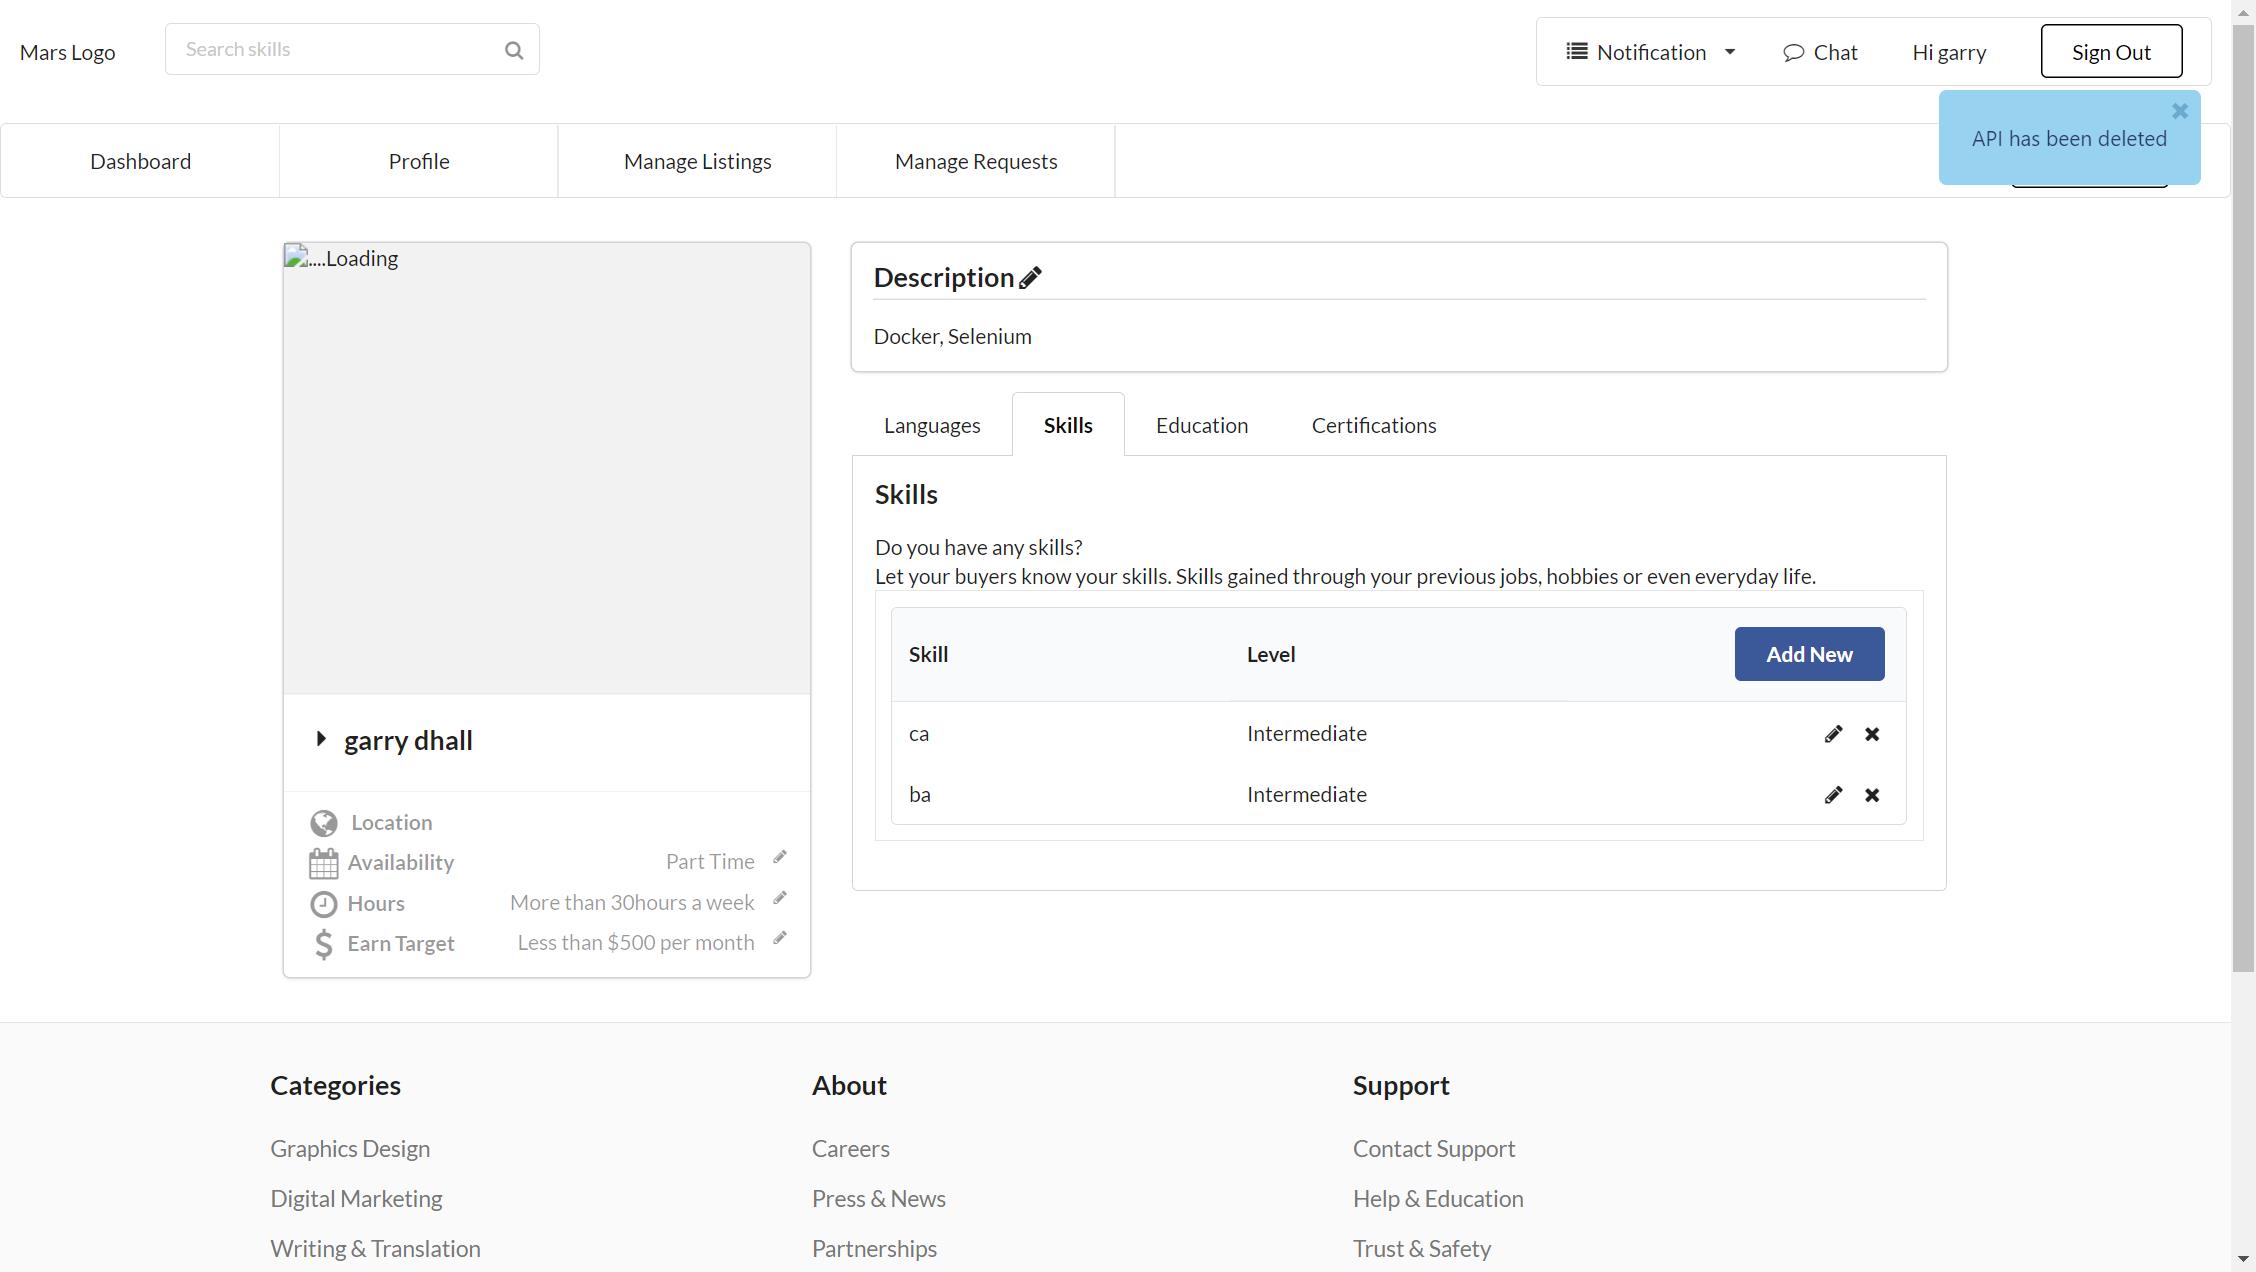 Mars Logo
Search skills
Notification
Chat
Hi garry
Sign Out
API has been deleted
Dashboard
Profile
Manage Listings
Manage Requests
....Loading
garry dhall
Location
Availability
Part Time
Hours
More than 30hours a week
Earn Target
Less than $500 per month
Description
Docker, Selenium
Languages
Skills
Education
Certifications
Skills
Do you have any skills?
Let your buyers know your skills. Skills gained through your previous jobs, hobbies or even everyday life.
Skill
Level
Add New
ca
Intermediate
ba
Intermediate
Categories
Graphics Design
Digital Marketing
Writing & Translation
About
Careers
Press & News
Partnerships
Support
Contact Support
Help & Education
Trust & Safety